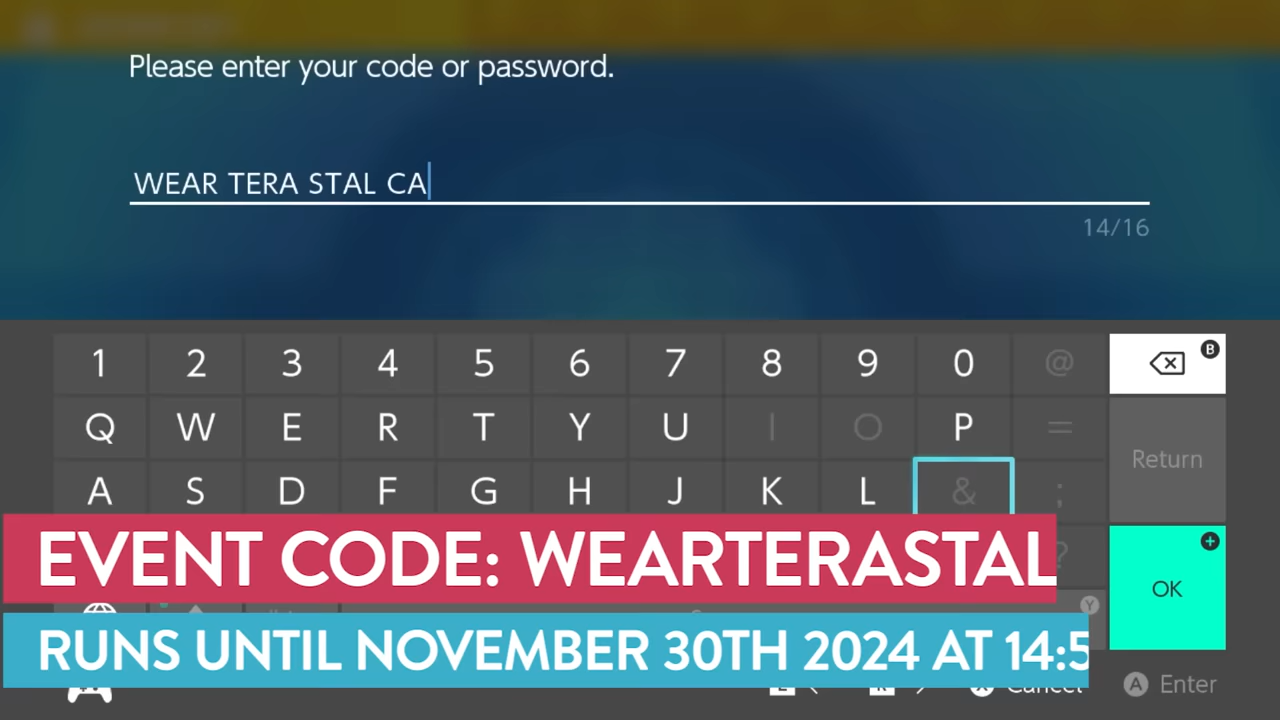 Please enter your code or password.
WEAR TERA STAL CA
14/16
1 2 3 4 5 6 7 8 9 0 @
B
Q W E R T Y U I O P =
Return
A S D F G H J K L & ;
EVENT CODE: WEARTERASTAL
?
+
OK
Y
RUNS UNTIL NOVEMBER 30TH 2024 AT 14:5
Cancel
A Enter